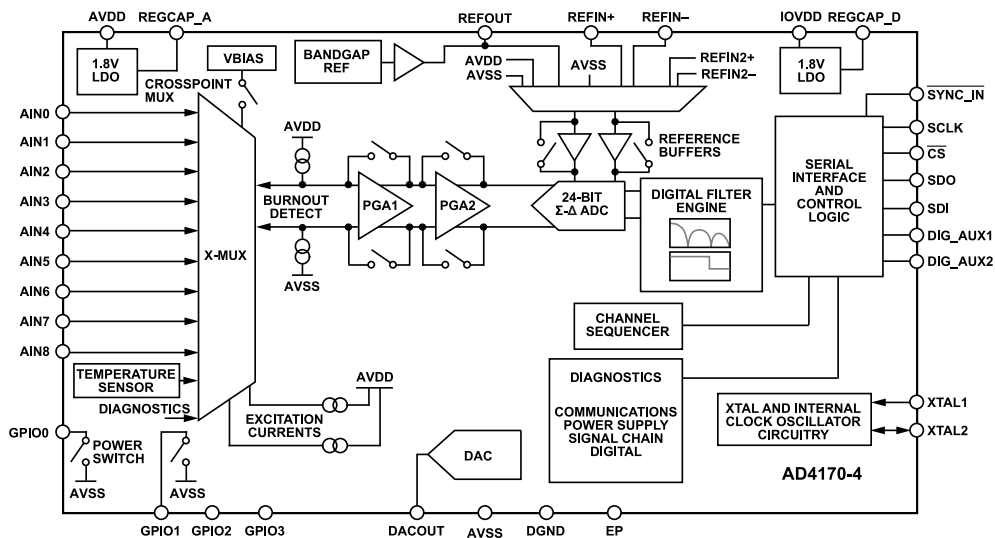 AVDD
REGCAP_A
REFOUT
REFIN+
REFIN–
IOVDD
REGCAP_D
1.8V
LDO
VBIAS
BANDGAP
REF
AVDD
AVSS
AVSS
REFIN2+
REFIN2–
1.8V
LDO
CROSSPOINT
MUX
SYNC_IN
SCLK
CS
SDO
SDI
DIG_AUX1
DIG_AUX2
AIN0
AIN1
AIN2
AIN3
AIN4
AIN5
AIN6
AIN7
AIN8
AVDD
REFERENCE
BUFFERS
SERIAL
INTERFACE
AND
CONTROL
LOGIC
BURNOUT
DETECT
PGA1
PGA2
24-BIT
Σ-Δ ADC
DIGITAL FILTER
ENGINE
X-MUX
AVSS
CHANNEL
SEQUENCER
TEMPERATURE
SENSOR
DIAGNOSTICS
AVDD
EXCITATION
CURRENTS
DIAGNOSTICS
COMMUNICATIONS
POWER SUPPLY
SIGNAL CHAIN
DIGITAL
XTAL AND INTERNAL
CLOCK OSCILLATOR
CIRCUITRY
XTAL1
XTAL2
GPIO0
POWER
SWITCH
AVSS
AVSS
DAC
AD4170-4
GPIO1
GPIO2
GPIO3
DACOUT
AVSS
DGND
EP